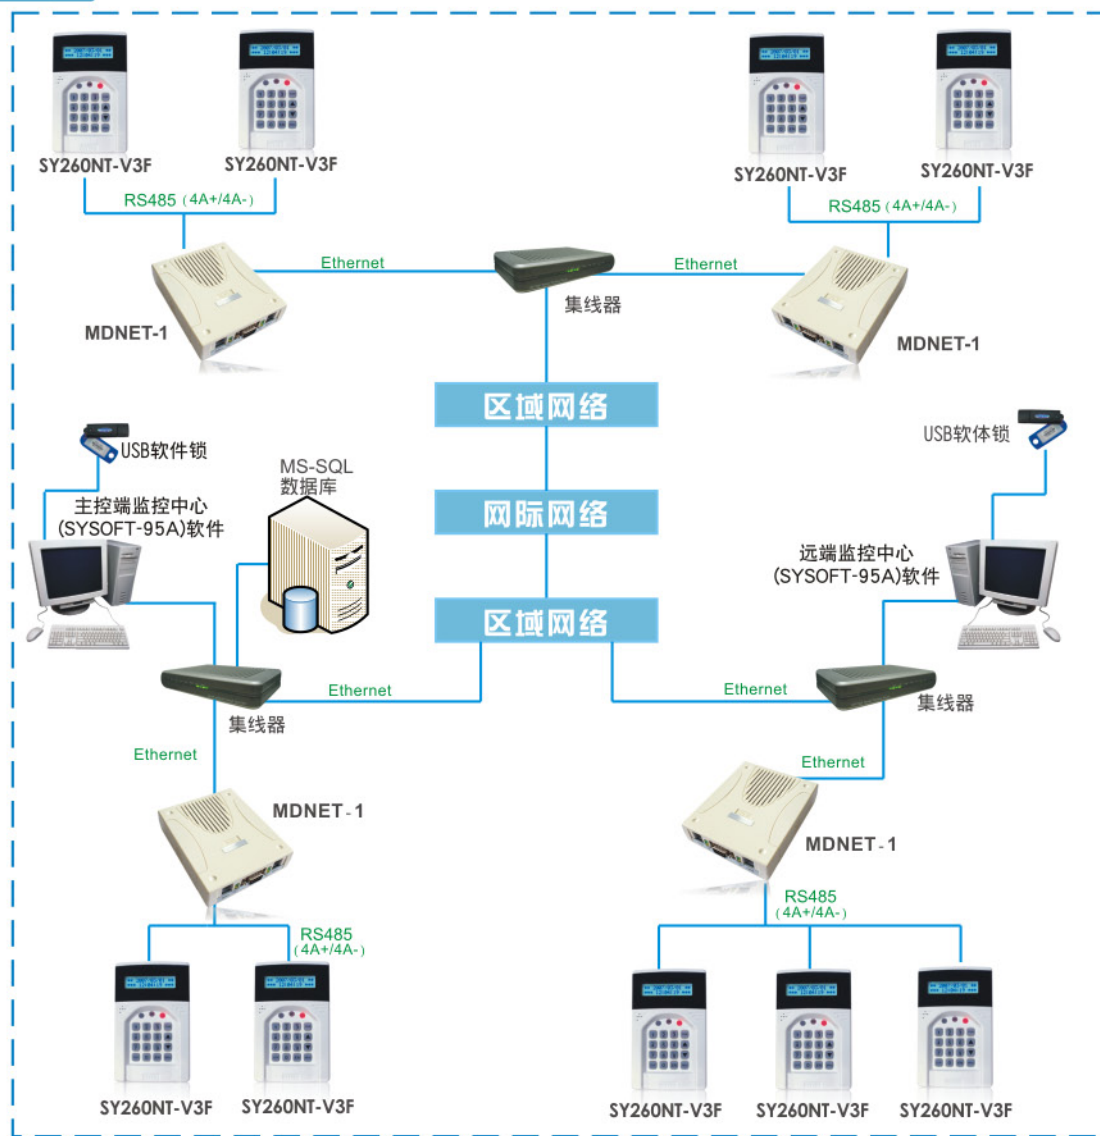 SY260NT-V3F
SY260NT-V3F
SY260NT-V3F
SY260NT-V3F
RS485 (4A+/4A-)
RS485 (4A+/4A-)
Ethernet
Ethernet
集线器
MDNET-1
MDNET-1
区域网络
USB软件锁
USB软体锁
MS-SQL
数据库
主控端监控中心
(SYSOFT-95A)软件
网际网络
远端监控中心
(SYSOFT-95A)软件
区域网络
Ethernet
Ethernet
集线器
集线器
Ethernet
Ethernet
MDNET-1
MDNET-1
RS485
(4A+/4A-)
RS485
(4A+/4A-)
SY260NT-V3F
SY260NT-V3F
SY260NT-V3F
SY260NT-V3F
SY260NT-V3F